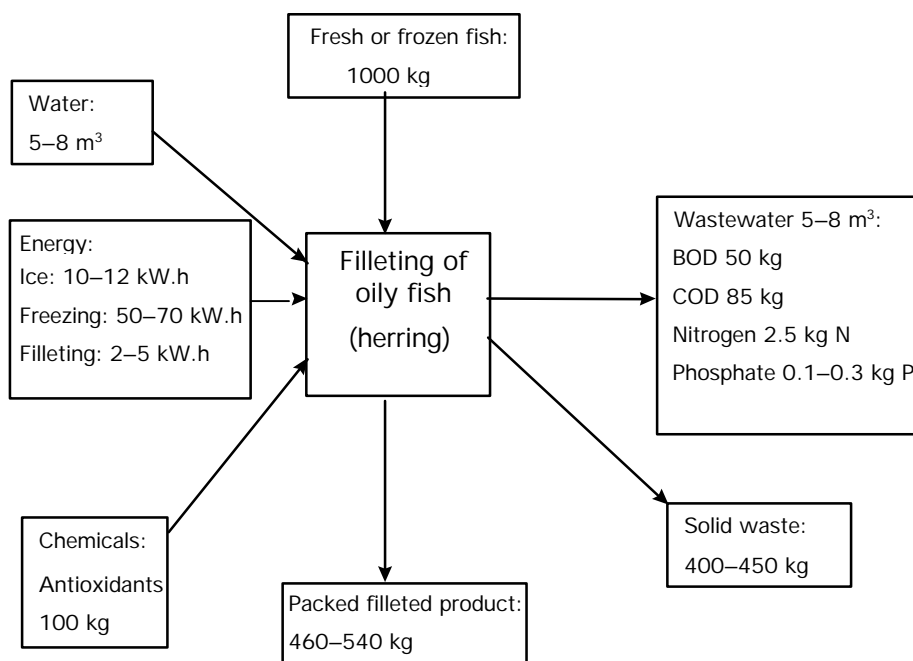 Fresh or frozen fish:
1000 kg
Water:
5–8 m³
Energy:
Ice: 10–12 kW.h
Freezing: 50–70 kW.h
Filleting: 2–5 kW.h
Filleting of
oily fish
(herring)
Wastewater 5–8 m³:
BOD 50 kg
COD 85 kg
Nitrogen 2.5 kg N
Phosphate 0.1–0.3 kg P
Chemicals:
Antioxidants
100 kg
Packed filleted product:
460–540 kg
Solid waste:
400–450 kg